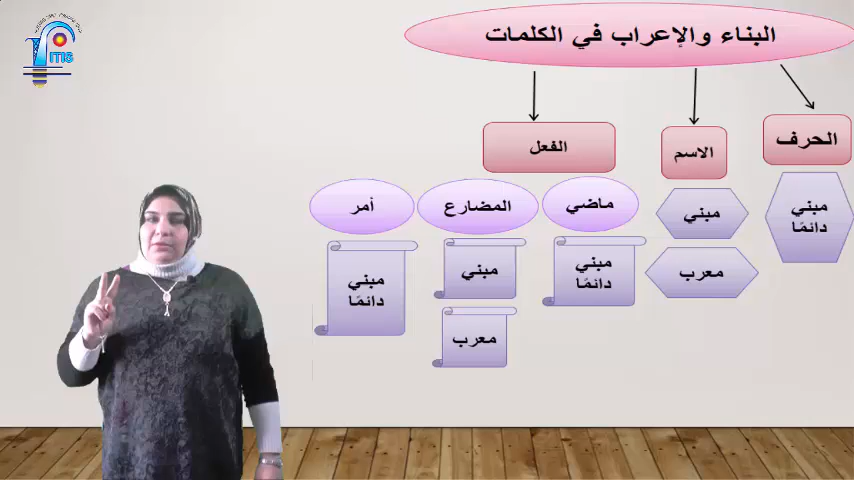 البناء والإعراب في الكلمات
الحرف
الاسم
الفعل
مبني
دائمًا
مبني
معرب
ماضي
المضارع
أمر
مبني
دائمًا
مبني
معرب
مبني
دائمًا
ITIS